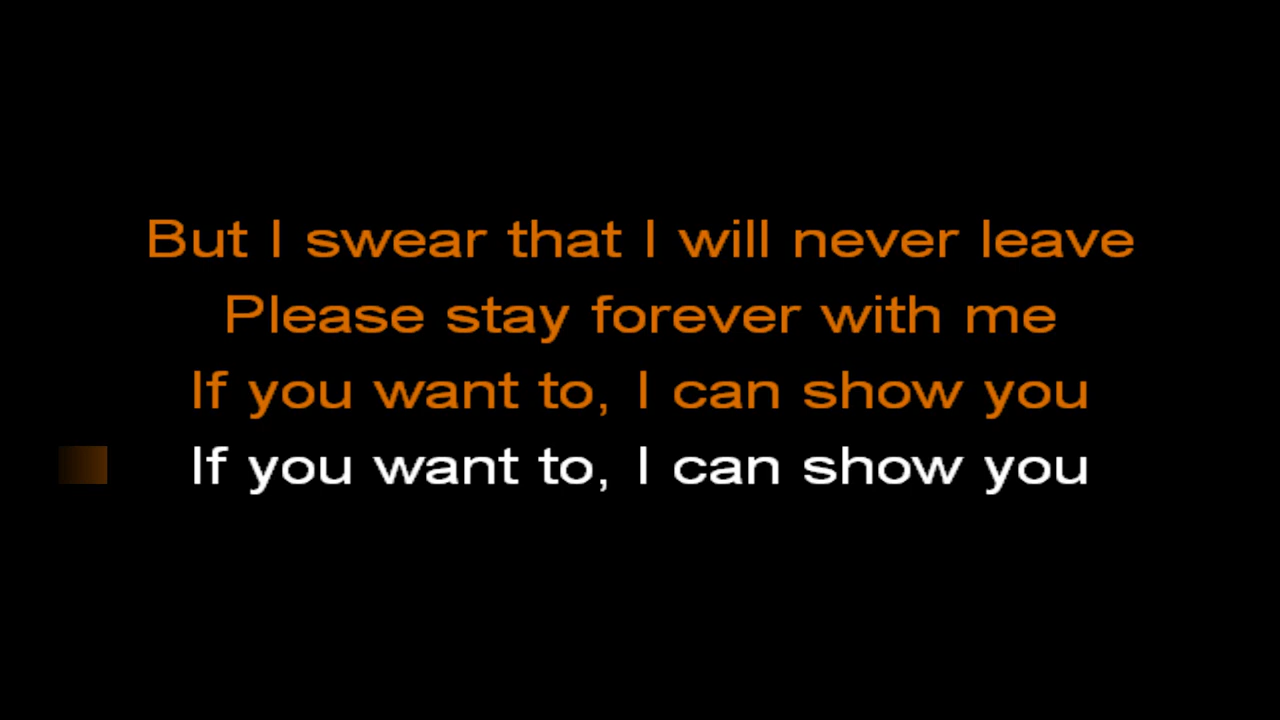 But I swear that I will never leave
Please stay forever with me
If you want to, I can show you
If you want to, I can show you